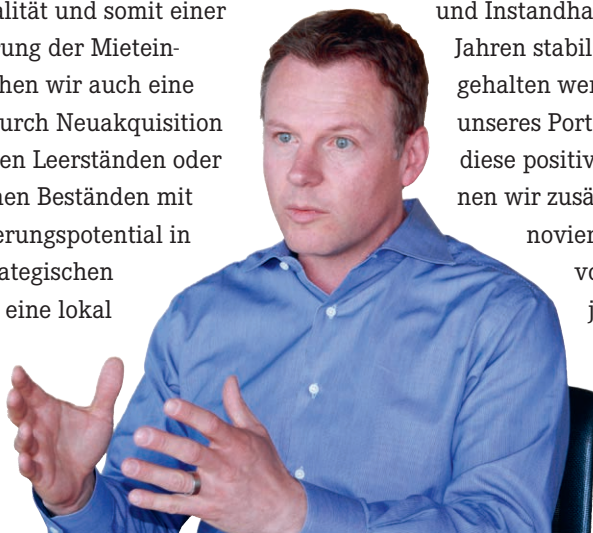 alität und somit einer
rung der Mietein-
hen wir auch eine
urch Neuakquisition
en Leerständen oder
nen Beständen mit
erungspotential in
ategischen
eine lokal
und Instandha
Jahren stabil
gehalten wer
unseres Port
diese positiv
nen wir zusä
novier
vo
j